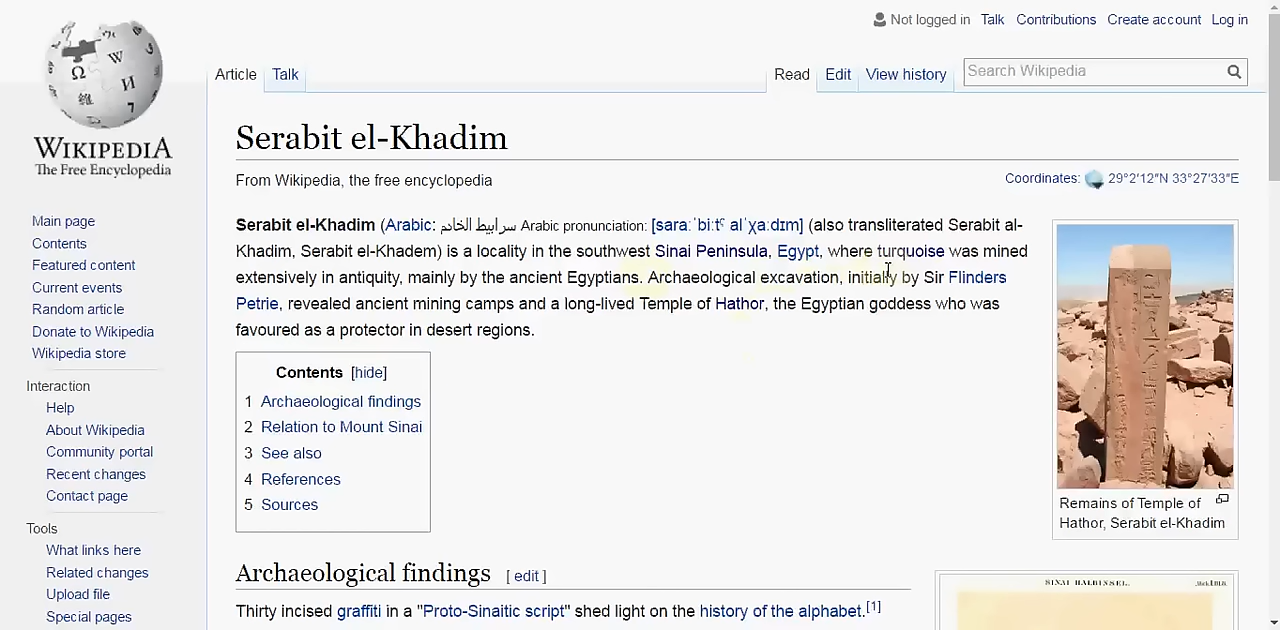 Not logged in Talk Contributions Create account Log in
Article Talk Read Edit View history Search Wikipedia
WIKIPEDIA
The Free Encyclopedia
Main page
Contents
Featured content
Current events
Random article
Donate to Wikipedia
Wikipedia store
Interaction
Help
About Wikipedia
Community portal
Recent changes
Contact page
Tools
What links here
Related changes
Upload file
Special pages
Serabit el-Khadim
From Wikipedia, the free encyclopedia
Coordinates: 29°2′12″N 33°27′33″E
Serabit el-Khadim (Arabic: سرابيط الخادم Arabic pronunciation: [saraːˈbiːtˤ alˈχaːdɪm] (also transliterated Serabit al-
Khadim, Serabit el-Khadem) is a locality in the southwest Sinai Peninsula, Egypt, where turquoise was mined
extensively in antiquity, mainly by the ancient Egyptians. Archaeological excavation, initially by Sir Flinders
Petrie, revealed ancient mining camps and a long-lived Temple of Hathor, the Egyptian goddess who was
favoured as a protector in desert regions.
Remains of Temple of
Hathor, Serabit el-Khadim
Contents [hide]
1 Archaeological findings
2 Relation to Mount Sinai
3 See also
4 References
5 Sources
Archaeological findings [ edit ]
Thirty incised graffiti in a "Proto-Sinaitic script" shed light on the history of the alphabet.[1]
SINAI HALBINSEL.